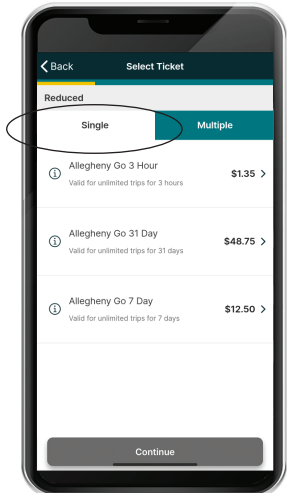 Back Select Ticket
Reduced
Single Multiple
Allegheny Go 3 Hour
Valid for unlimited trips for 3 hours
$1.35
Allegheny Go 31 Day
Valid for unlimited trips for 31 days
$48.75
Allegheny Go 7 Day
Valid for unlimited trips for 7 days
$12.50
Continue